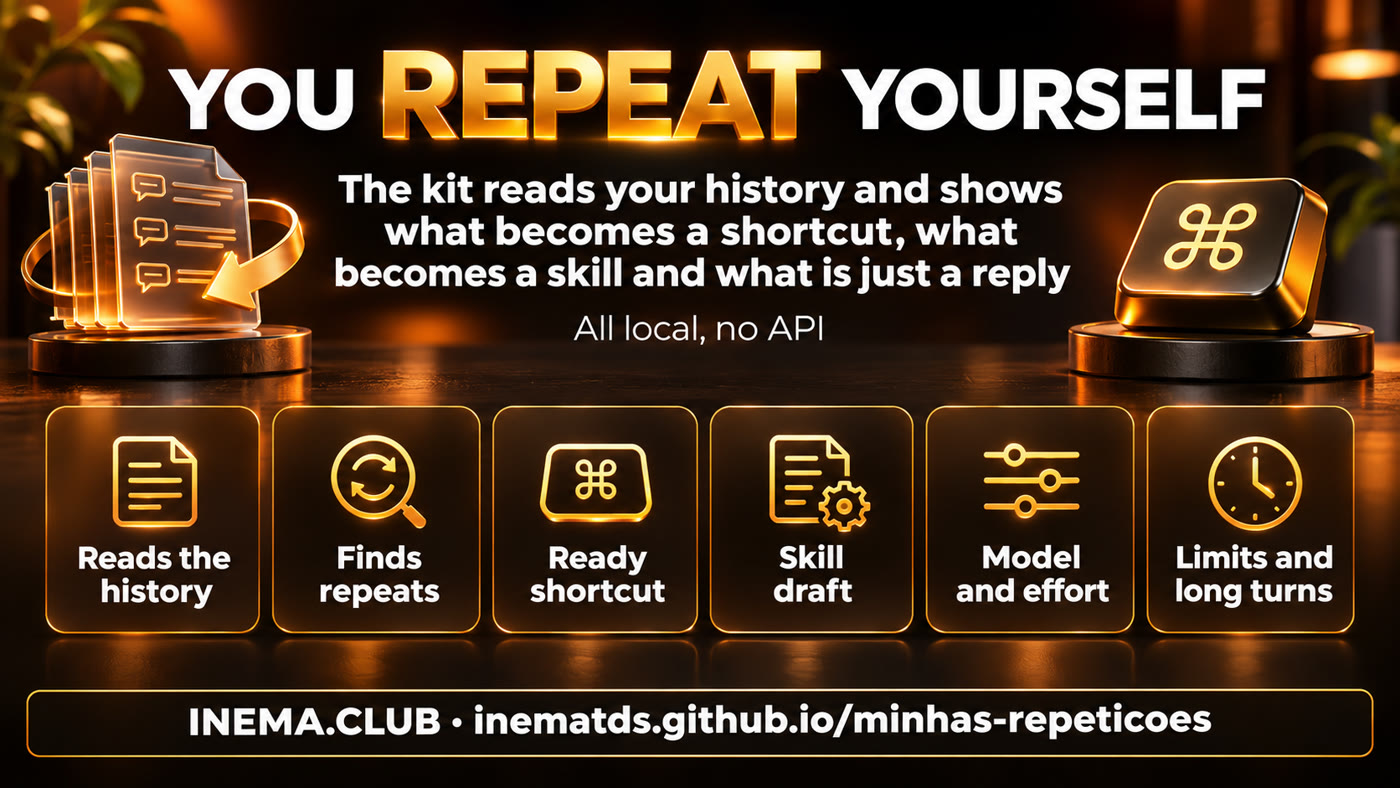 YOU REPEAT YOURSELF
The kit reads your history and shows
what becomes a shortcut, what
becomes a skill and what is just a reply
All local, no API
Reads the
history
Finds
repeats
Ready
shortcut
Skill
draft
Model
and effort
Limits and
long turns
INEMA.CLUB • inematds.github.io/minhas-repeticoes